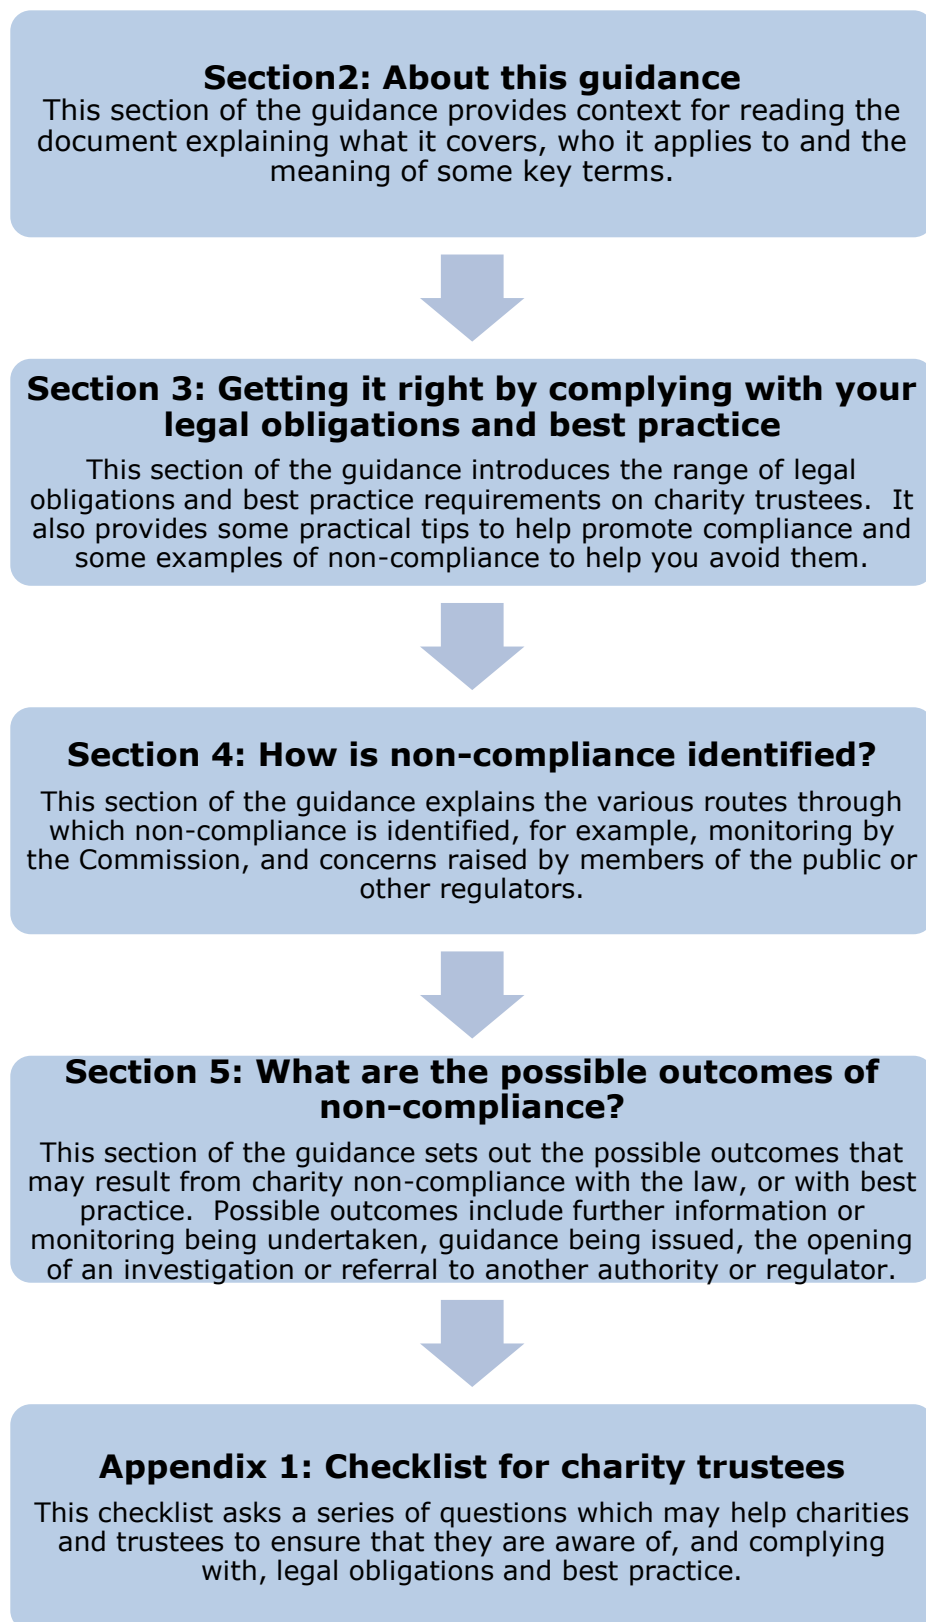 Section2: About this guidance
This section of the guidance provides context for reading the
document explaining what it covers, who it applies to and the
meaning of some key terms.
Section 3: Getting it right by complying with your
legal obligations and best practice
This section of the guidance introduces the range of legal
obligations and best practice requirements on charity trustees.  It
also provides some practical tips to help promote compliance and
some examples of non-compliance to help you avoid them.
Section 4: How is non-compliance identified?
This section of the guidance explains the various routes through
which non-compliance is identified, for example, monitoring by
the Commission, and concerns raised by members of the public or
other regulators.
Section 5: What are the possible outcomes of
non-compliance?
This section of the guidance sets out the possible outcomes that
may result from charity non-compliance with the law, or with best
practice.  Possible outcomes include further information or
monitoring being undertaken, guidance being issued, the opening
of an investigation or referral to another authority or regulator.
Appendix 1: Checklist for charity trustees
This checklist asks a series of questions which may help charities
and trustees to ensure that they are aware of, and complying
with, legal obligations and best practice.